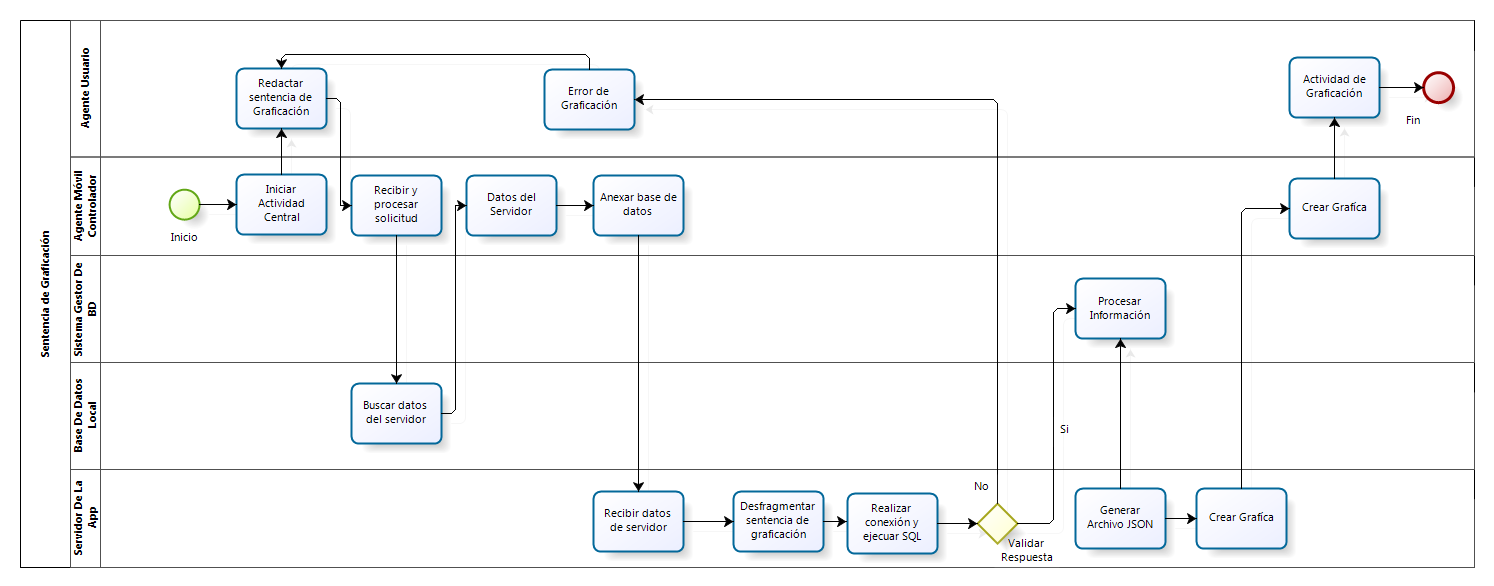 Sentencia de Graficación
Agente Usuario
Redactar
sentencia de
Graficación
Error de
Graficación
Actividad de
Graficación
Fin
Agente Móvil
Controlador
Inicio
Iniciar
Actividad
Central
Recibir y
procesar
solicitud
Datos del
Servidor
Anexar base de
datos
Crear Grafíca
Sistema Gestor De
BD
Procesar
Información
Base De Datos
Local
Buscar datos
del servidor
Si
Servidor De La
App
Recibir datos
de servidor
Desfragmentar
sentencia de
graficación
Realizar
conexión y
ejecuar SQL
No
Validar
Respuesta
Generar
Archivo JSON
Crear Grafíca